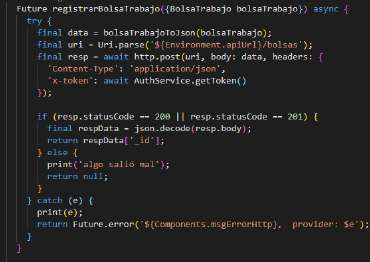 Future registrarBolsaTrabajo({BolsaTrabajo bolsaTrabajo}) async {
  try {
    final data = bolsaTrabajoToJson(bolsaTrabajo);
    final uri = Uri.parse('${Environment.apiUrl}/bolsas');
    final resp = await http.post(uri, body: data, headers: {
      'Content-Type': 'application/json',
      'x-token': await AuthService.getToken()
    });

    if (resp.statusCode == 200 || resp.statusCode == 201) {
      final respData = json.decode(resp.body);
      return respData['_id'];
    } else {
      print('algo salió mal');
      return null;
    }
  } catch (e) {
    print(e);
    return Future.error('${Components.msgErrorHttp}, provider: $e');
  }
}